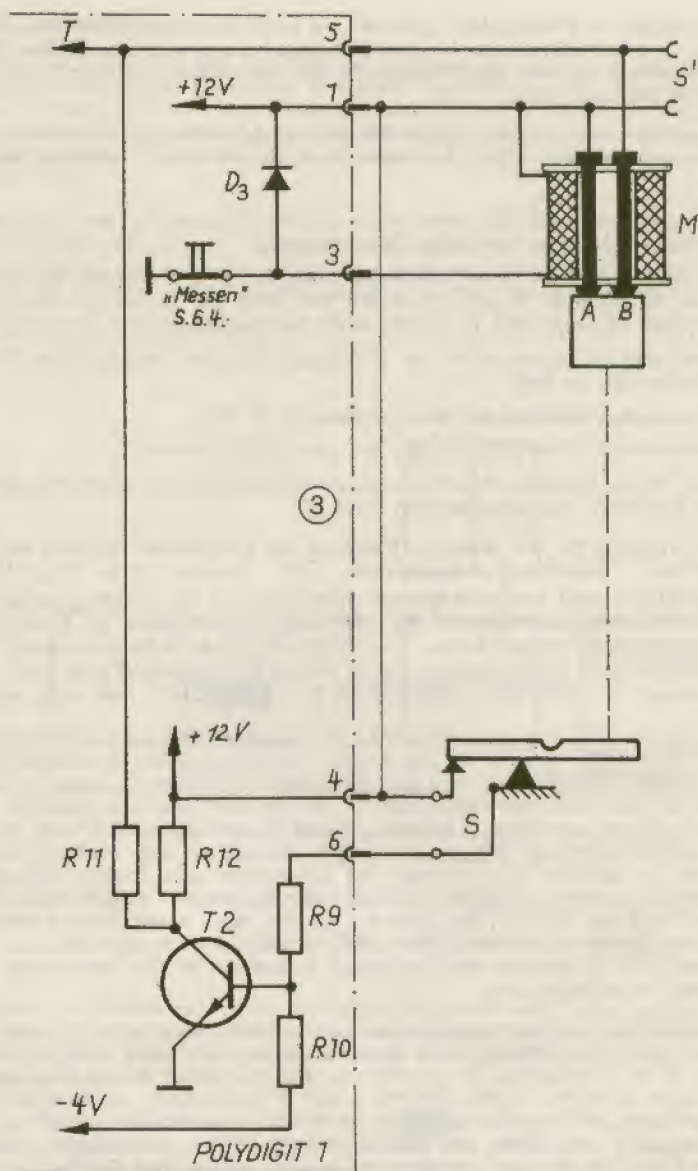 T
5
S'
+12V
1
D3
M
3
„Messen"
S.6.4.
A B
3
+12V
4
S
R11
R12
6
T2
R9
R10
-4V
POLYDIGIT 1